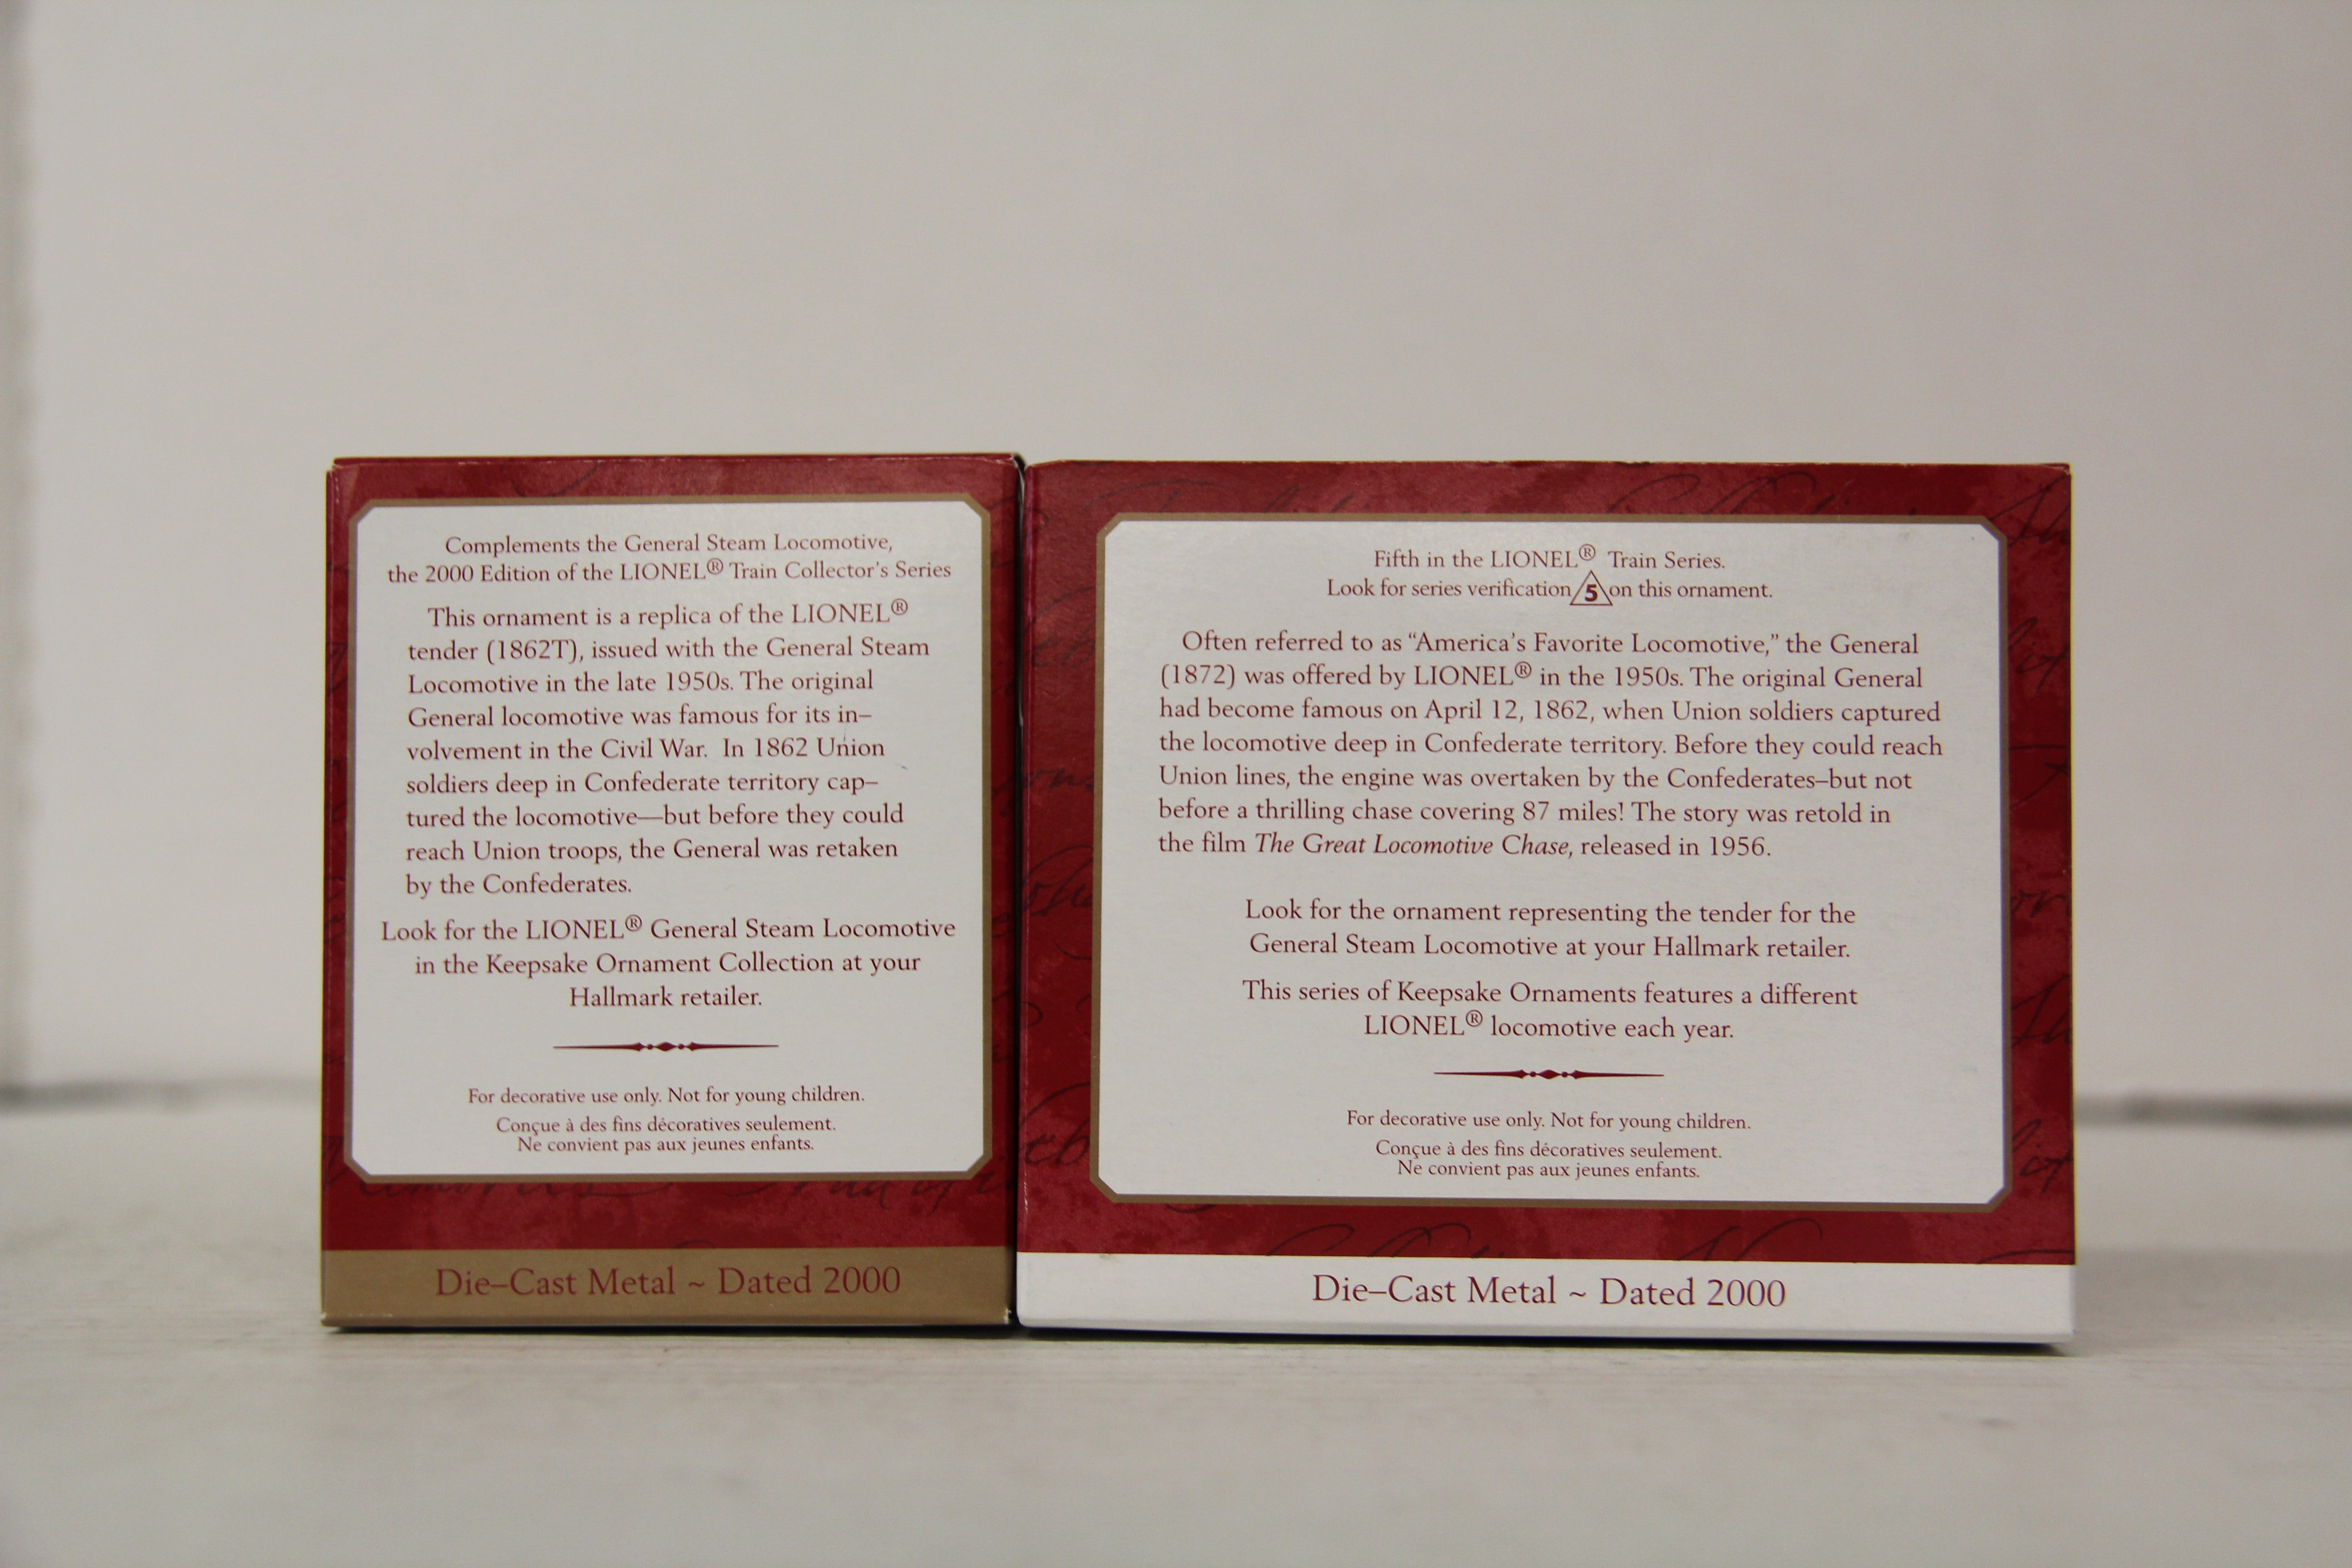 Complements the General Steam Locomotive,
the 2000 Edition of the LIONEL® Train Collector's Series
This ornament is a replica of the LIONEL®
tender (1862T), issued with the General Steam
Locomotive in the late 1950s. The original
General locomotive was famous for its in–
volvement in the Civil War. In 1862 Union
soldiers deep in Confederate territory cap–
tured the locomotive—but before they could
reach Union troops, the General was retaken
by the Confederates.
Look for the LIONEL® General Steam Locomotive
in the Keepsake Ornament Collection at your
Hallmark retailer.
For decorative use only. Not for young children.
Conçue à des fins décoratives seulement.
Ne convient pas aux jeunes enfants.
Die–Cast Metal ~ Dated 2000
Fifth in the LIONEL® Train Series.
Look for series verification 5 on this ornament.
Often referred to as “America's Favorite Locomotive,” the General
(1872) was offered by LIONEL® in the 1950s. The original General
had become famous on April 12, 1862, when Union soldiers captured
the locomotive deep in Confederate territory. Before they could reach
Union lines, the engine was overtaken by the Confederates–but not
before a thrilling chase covering 87 miles! The story was retold in
the film The Great Locomotive Chase, released in 1956.
Look for the ornament representing the tender for the
General Steam Locomotive at your Hallmark retailer.
This series of Keepsake Ornaments features a different
LIONEL® locomotive each year.
For decorative use only. Not for young children.
Conçue à des fins décoratives seulement.
Ne convient pas aux jeunes enfants.
Die–Cast Metal ~ Dated 2000